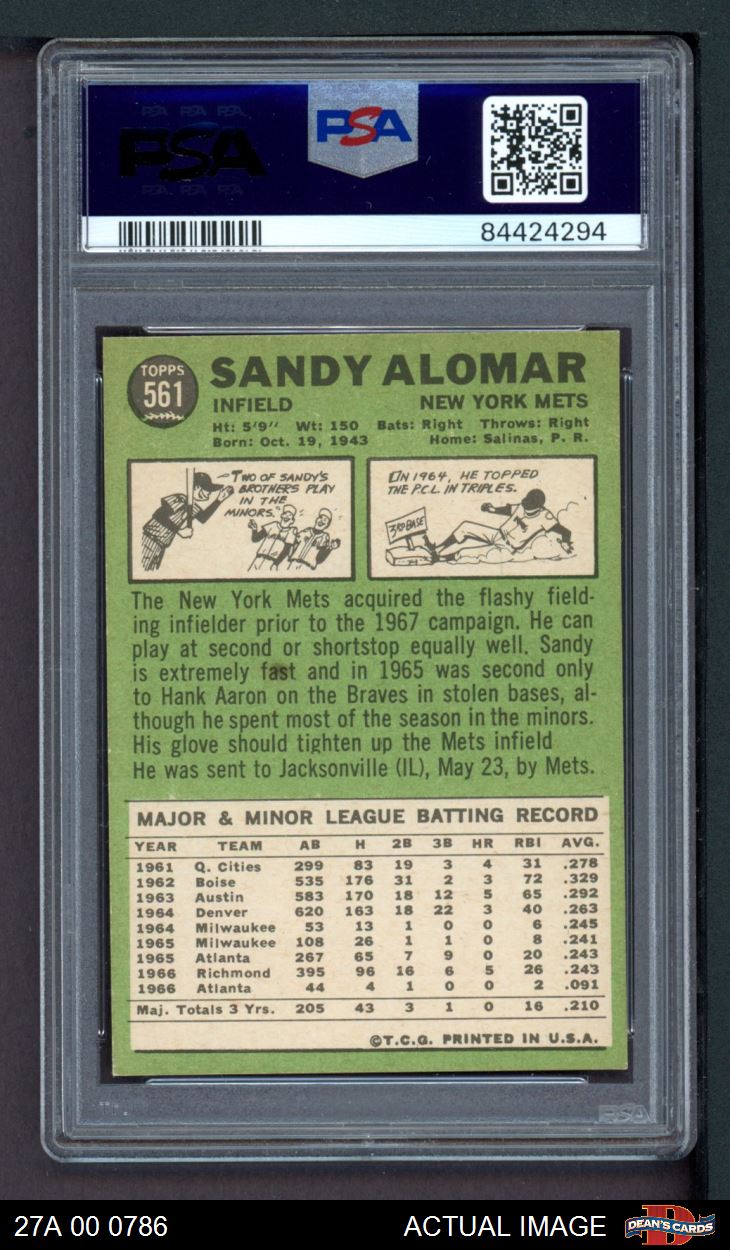 PSA PSA PSA
PSA
PSA PSA PSA
PSA
84424294
TOPPS
561
SANDY ALOMAR
INFIELD NEW YORK METS
Ht: 5'9" Wt: 150 Bats: Right Throws: Right
Born: Oct. 19, 1943 Home: Salinas, P. R.
TWO OF SANDY'S
BROTHERS PLAY
IN THE
MINORS.
IN 1964, HE TOPPED
THE P.C.L. IN TRIPLES.
3RD BASE
The New York Mets acquired the flashy field-
ing infielder prior to the 1967 campaign. He can
play at second or shortstop equally well. Sandy
is extremely fast and in 1965 was second only
to Hank Aaron on the Braves in stolen bases, al-
though he spent most of the season in the minors.
His glove should tighten up the Mets infield
He was sent to Jacksonville (IL), May 23, by Mets.
MAJOR & MINOR LEAGUE BATTING RECORD
YEAR TEAM AB H 2B 3B HR RBI AVG.
1961 Q. Cities 299 83 19 3 4 31 .278
1962 Boise 535 176 31 2 3 72 .329
1963 Austin 583 170 18 12 5 65 .292
1964 Denver 620 163 18 22 3 40 .263
1964 Milwaukee 53 13 1 0 0 6 .245
1965 Milwaukee 108 26 1 1 0 8 .241
1965 Atlanta 267 65 7 9 0 20 .243
1966 Richmond 395 96 16 6 5 26 .243
1966 Atlanta 44 4 1 0 0 2 .091
Maj. Totals 3 Yrs. 205 43 3 1 0 16 .210
©T.C.G. PRINTED IN U.S.A.
PSA
27A 00 0786 ACTUAL IMAGE DEAN'S CARDS